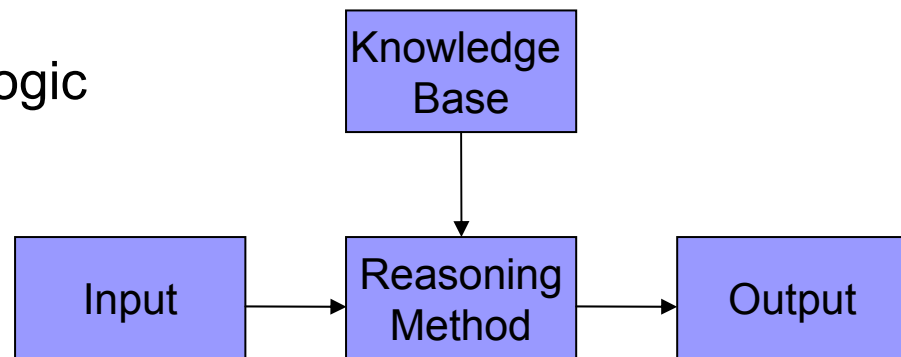 ogic
Knowledge
Base
Input
Reasoning
Method
Output